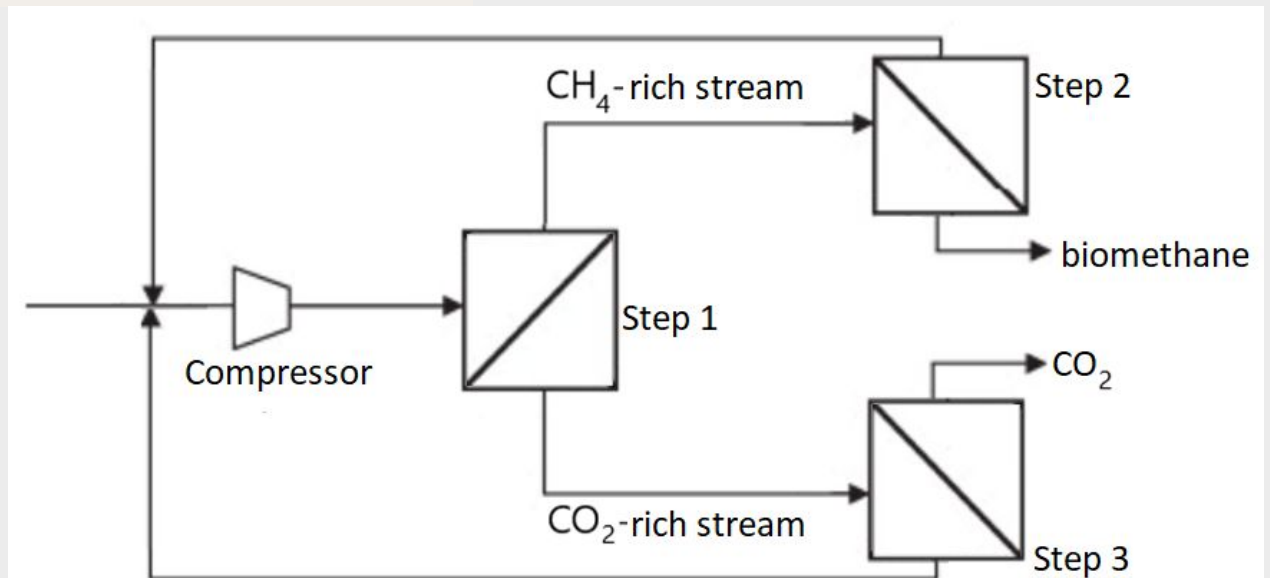 CH₄-rich stream
Step 2
biomethane
Step 1
Compressor
CO₂
CO₂-rich stream
Step 3